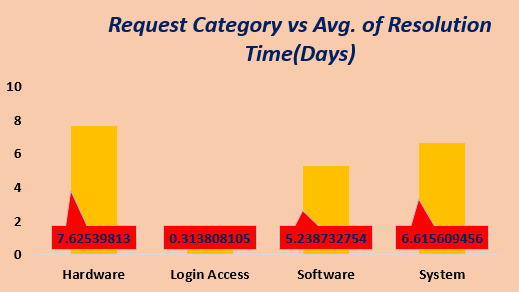 Request Category vs Avg. of Resolution
Time(Days)
10
8
6
4
2
0
7.62539813 0.313808105 5.238732754 6.615609456
Hardware Login Access Software System